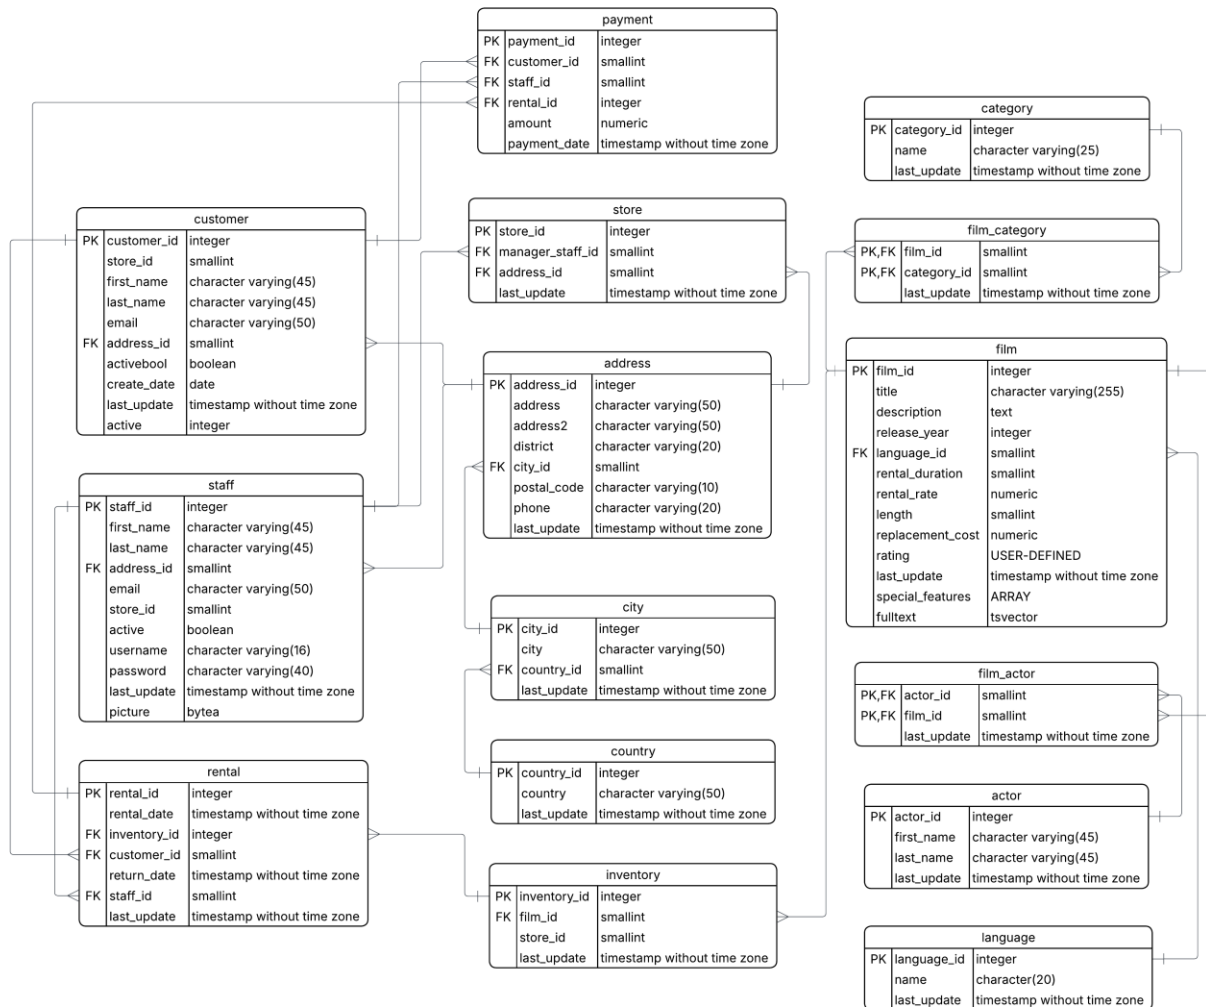 payment
PK payment_id integer
FK customer_id smallint
FK staff_id smallint
FK rental_id integer
amount numeric
payment_date timestamp without time zone
category
PK category_id integer
name character varying(25)
last_update timestamp without time zone
customer
PK customer_id integer
store_id smallint
first_name character varying(45)
last_name character varying(45)
email character varying(50)
FK address_id smallint
activebool boolean
create_date date
last_update timestamp without time zone
active integer
store
PK store_id integer
FK manager_staff_id smallint
FK address_id smallint
last_update timestamp without time zone
film_category
PK,FK film_id smallint
PK,FK category_id smallint
last_update timestamp without time zone
address
PK address_id integer
address character varying(50)
address2 character varying(50)
district character varying(20)
FK city_id smallint
postal_code character varying(10)
phone character varying(20)
last_update timestamp without time zone
film
PK film_id integer
title character varying(255)
description text
release_year integer
FK language_id smallint
rental_duration smallint
rental_rate numeric
length smallint
replacement_cost numeric
rating USER-DEFINED
last_update timestamp without time zone
special_features ARRAY
fulltext tsvector
staff
PK staff_id integer
first_name character varying(45)
last_name character varying(45)
FK address_id smallint
email character varying(50)
store_id smallint
active boolean
username character varying(16)
password character varying(40)
last_update timestamp without time zone
picture bytea
city
PK city_id integer
city character varying(50)
FK country_id smallint
last_update timestamp without time zone
film_actor
PK,FK actor_id smallint
PK,FK film_id smallint
last_update timestamp without time zone
country
PK country_id integer
country character varying(50)
last_update timestamp without time zone
rental
PK rental_id integer
rental_date timestamp without time zone
FK inventory_id integer
FK customer_id smallint
return_date timestamp without time zone
FK staff_id smallint
last_update timestamp without time zone
actor
PK actor_id integer
first_name character varying(45)
last_name character varying(45)
last_update timestamp without time zone
inventory
PK inventory_id integer
FK film_id smallint
store_id smallint
last_update timestamp without time zone
language
PK language_id integer
name character(20)
last_update timestamp without time zone